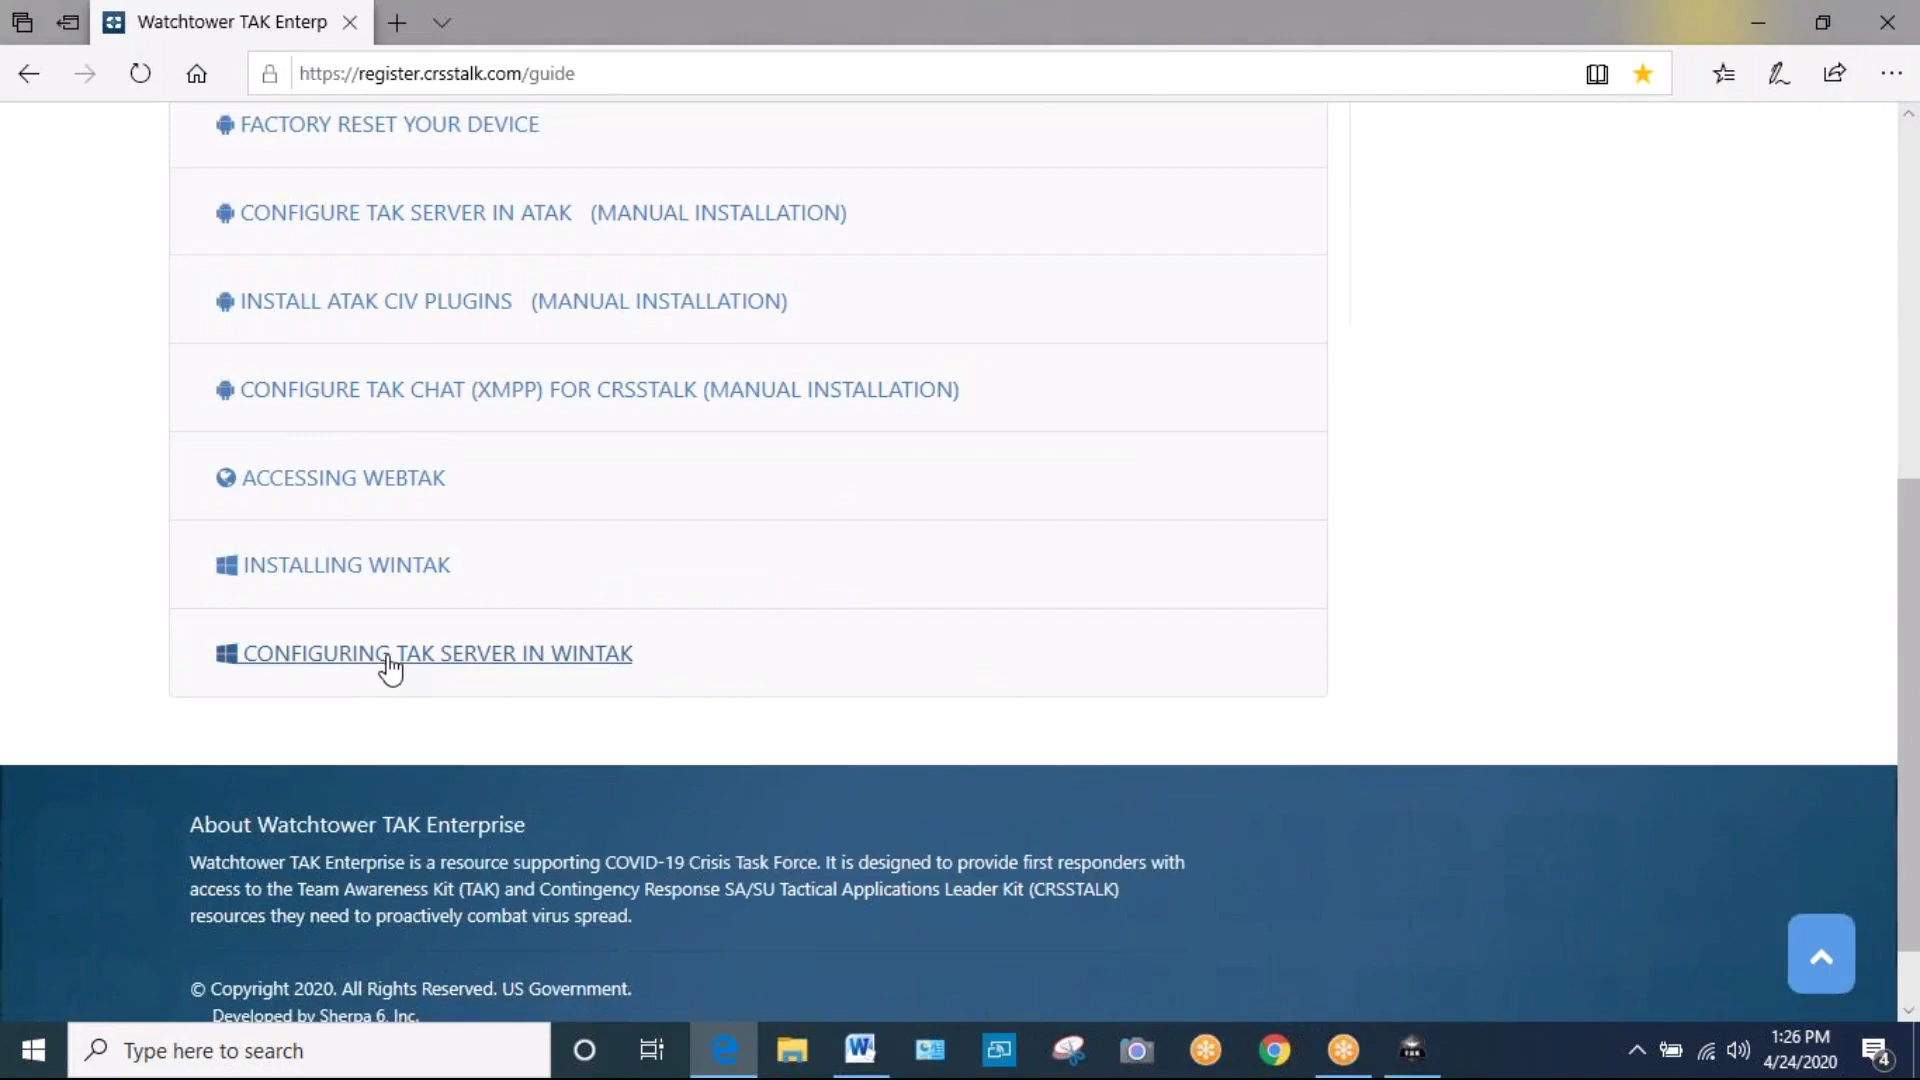 Watchtower TAK Enterp
https://register.crsstalk.com/guide
FACTORY RESET YOUR DEVICE
CONFIGURE TAK SERVER IN ATAK (MANUAL INSTALLATION)
INSTALL ATAK CIV PLUGINS (MANUAL INSTALLATION)
CONFIGURE TAK CHAT (XMPP) FOR CRSSTALK (MANUAL INSTALLATION)
ACCESSING WEBTAK
INSTALLING WINTAK
CONFIGURING TAK SERVER IN WINTAK
About Watchtower TAK Enterprise
Watchtower TAK Enterprise is a resource supporting COVID-19 Crisis Task Force. It is designed to provide first responders with
access to the Team Awareness Kit (TAK) and Contingency Response SA/SU Tactical Applications Leader Kit (CRSSTALK)
resources they need to proactively combat virus spread.
© Copyright 2020. All Rights Reserved. US Government.
Developed by Sherpa 6, Inc.
Type here to search
1:26 PM
4/24/2020
4